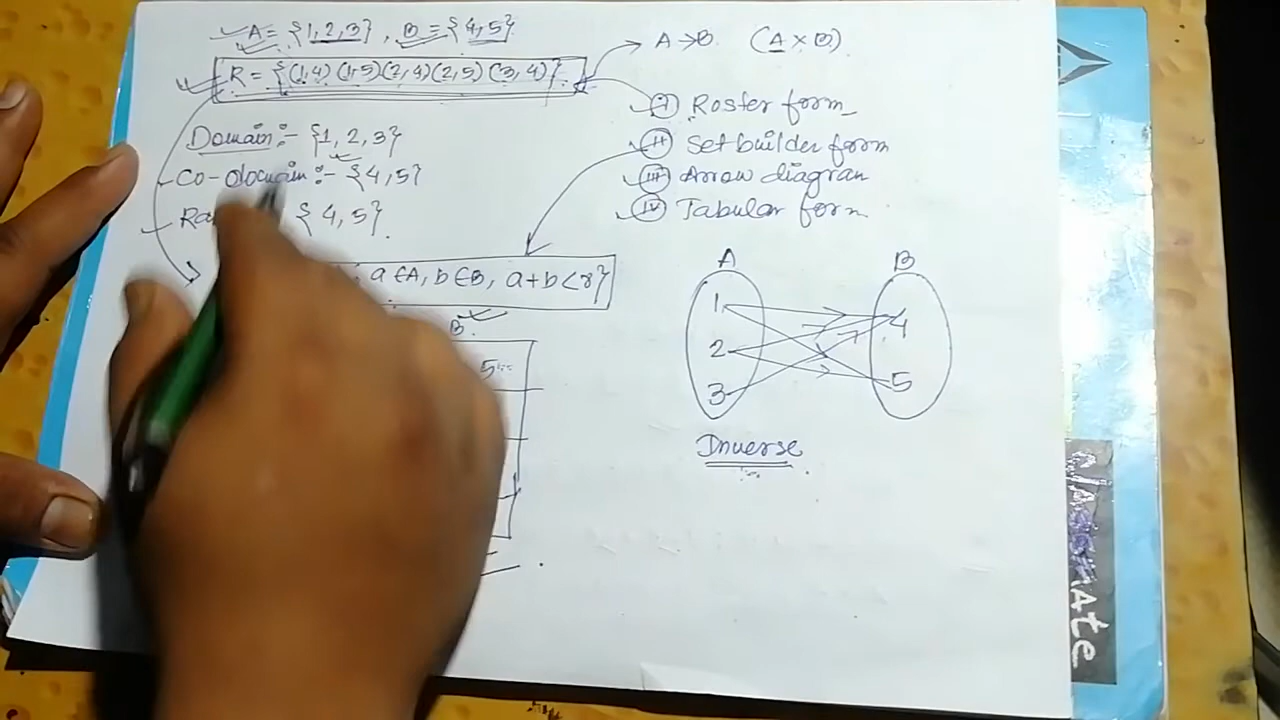 A = {1,2,3} , B = {4,5}
R = {(1,4) (1,5) (2,4) (2,5) (3,4)}
A → B (A × B)
Domain :- {1, 2, 3}
Co-domain :- {4, 5}
{4, 5}
(i) Roster form
(ii) Set builder form
(iii) Arrow diagram
(iv) Tabular form
a ∈ A, b ∈ B, a + b <
B
5
A B
1 4
2 5
3
Inverse